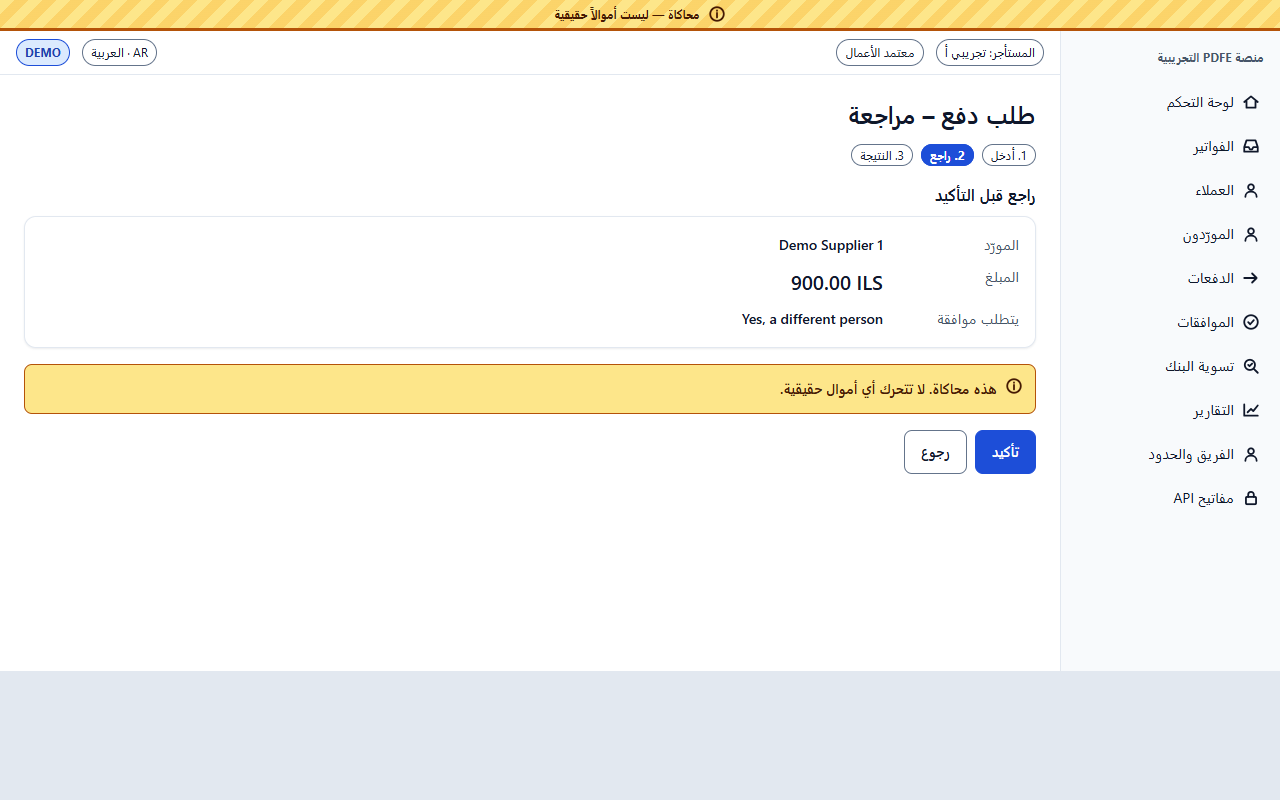 محاكاة — ليست أموالاً حقيقية
منصة PDFE التجريبية
لوحة التحكم
الفواتير
العملاء
المورّدون
الدفعات
الموافقات
تسوية البنك
التقارير
الفريق والحدود
مفاتيح API
المستأجر: تجريبي أ
معتمد الأعمال
AR · العربية
DEMO
طلب دفع – مراجعة
1. أدخل
2. راجع
3. النتيجة
راجع قبل التأكيد
المورّد Demo Supplier 1
المبلغ 900.00 ILS
يتطلب موافقة Yes, a different person
هذه محاكاة. لا تتحرك أي أموال حقيقية.
تأكيد
رجوع